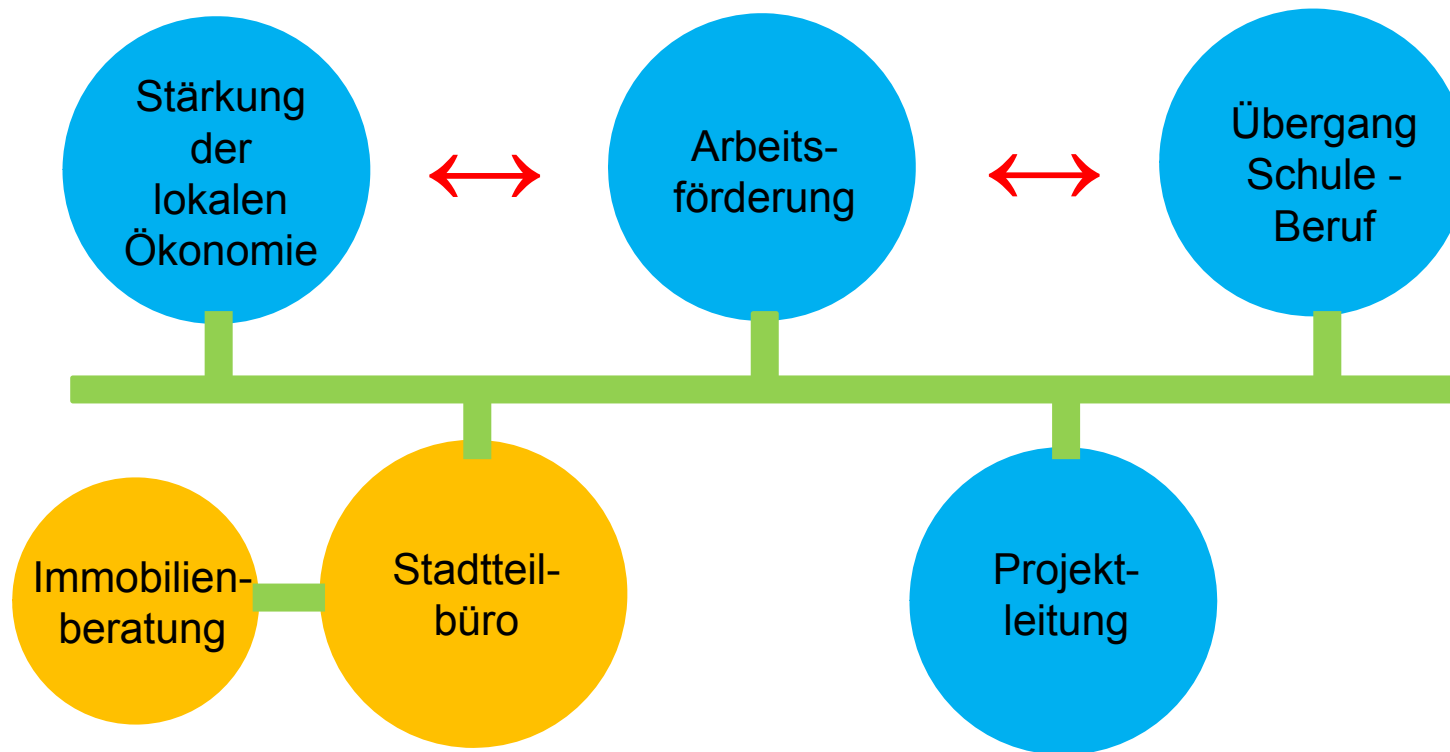 Stärkung
der
lokalen
Ökonomie
Arbeits-
förderung
Übergang
Schule -
Beruf
Immobilien-
beratung
Stadtteil-
büro
Projekt-
leitung